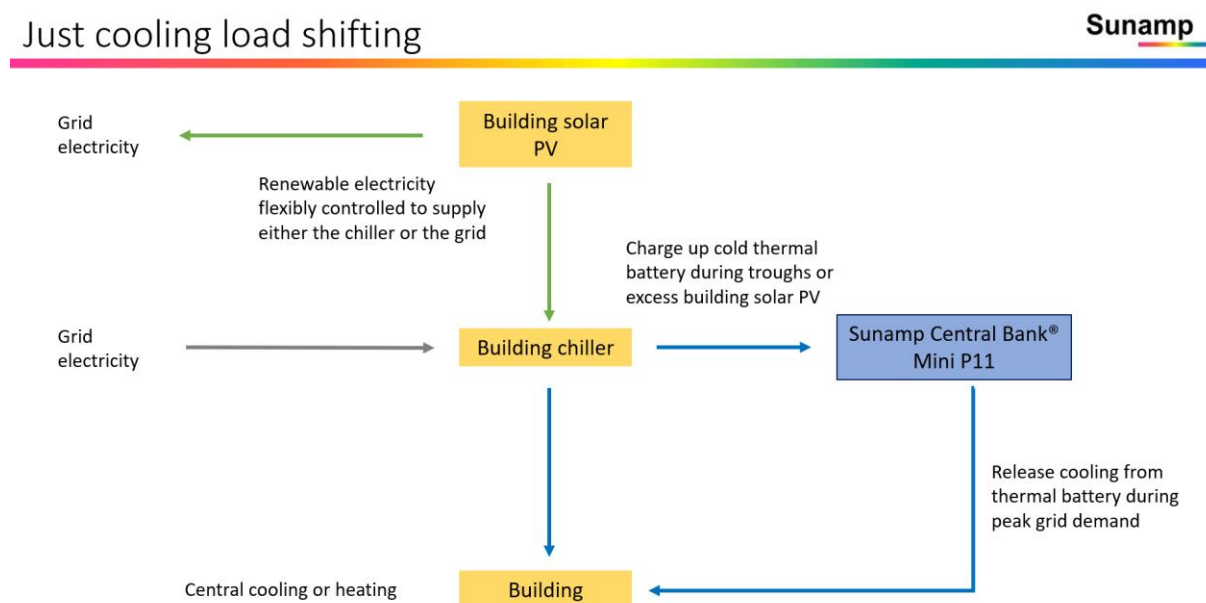 Just cooling load shifting
Sunamp
Grid
electricity
Building solar
PV
Renewable electricity
flexibly controlled to supply
either the chiller or the grid
Charge up cold thermal
battery during troughs or
excess building solar PV
Grid
electricity
Building chiller
Sunamp Central Bank®
Mini P11
Release cooling from
thermal battery during
peak grid demand
Central cooling or heating
Building